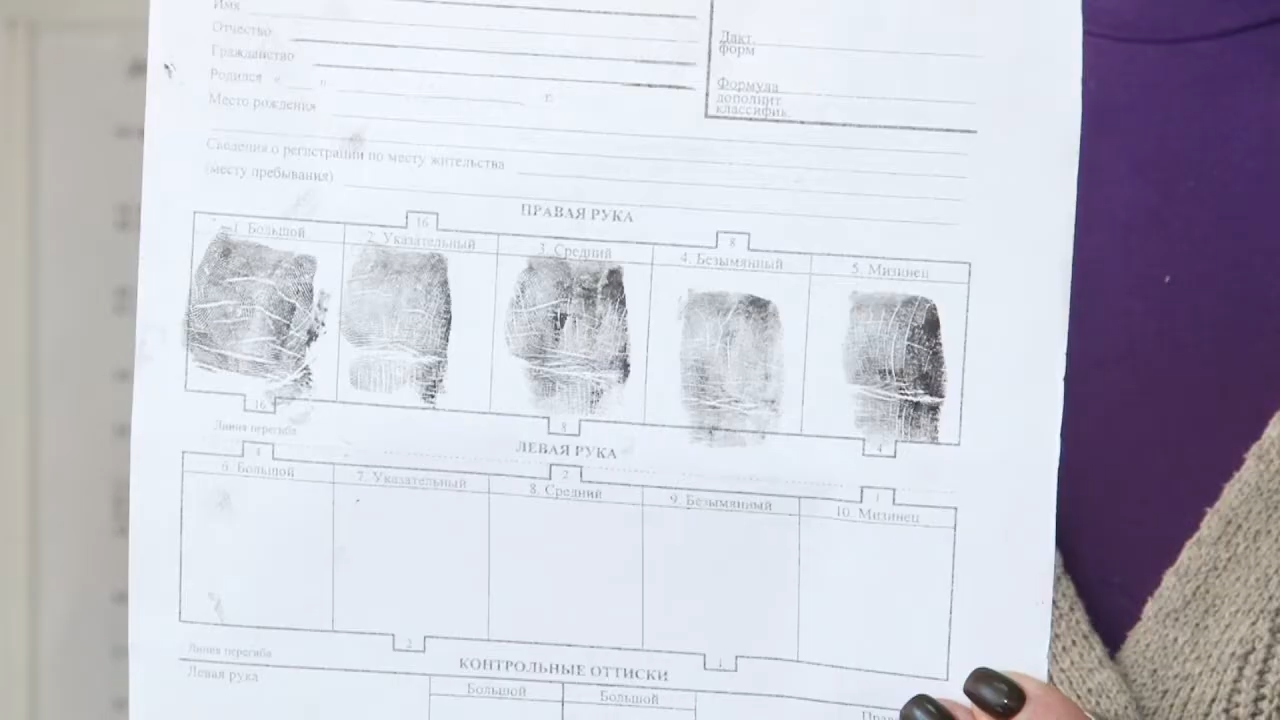 Имя
Отчество
Гражданство
Родился « » г.
Место рождения
Дакт.
форм
Формула
дополнит
классифик.
Сведения о регистрации по месту жительства
(месту пребывания)
ПРАВАЯ РУКА
16 8
1. Большой 2. Указательный 3. Средний 4. Безымянный 5. Мизинец
16 8 4
Линия перегиба
ЛЕВАЯ РУКА
4 2 1
6. Большой 7. Указательный 8. Средний 9. Безымянный 10. Мизинец
2 1
Линия перегиба
КОНТРОЛЬНЫЕ ОТТИСКИ
Левая рука
Большой Большой